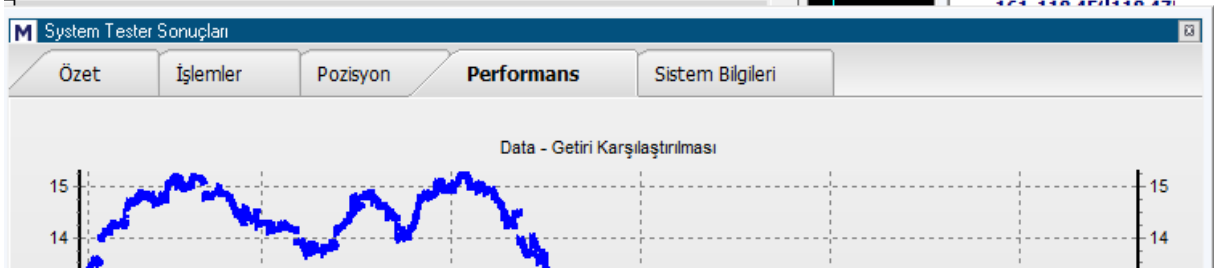 M System Tester Sonuçları
Özet İşlemler Pozisyon Performans Sistem Bilgileri
Data - Getiri Karşılaştırılması
15 15
14 14